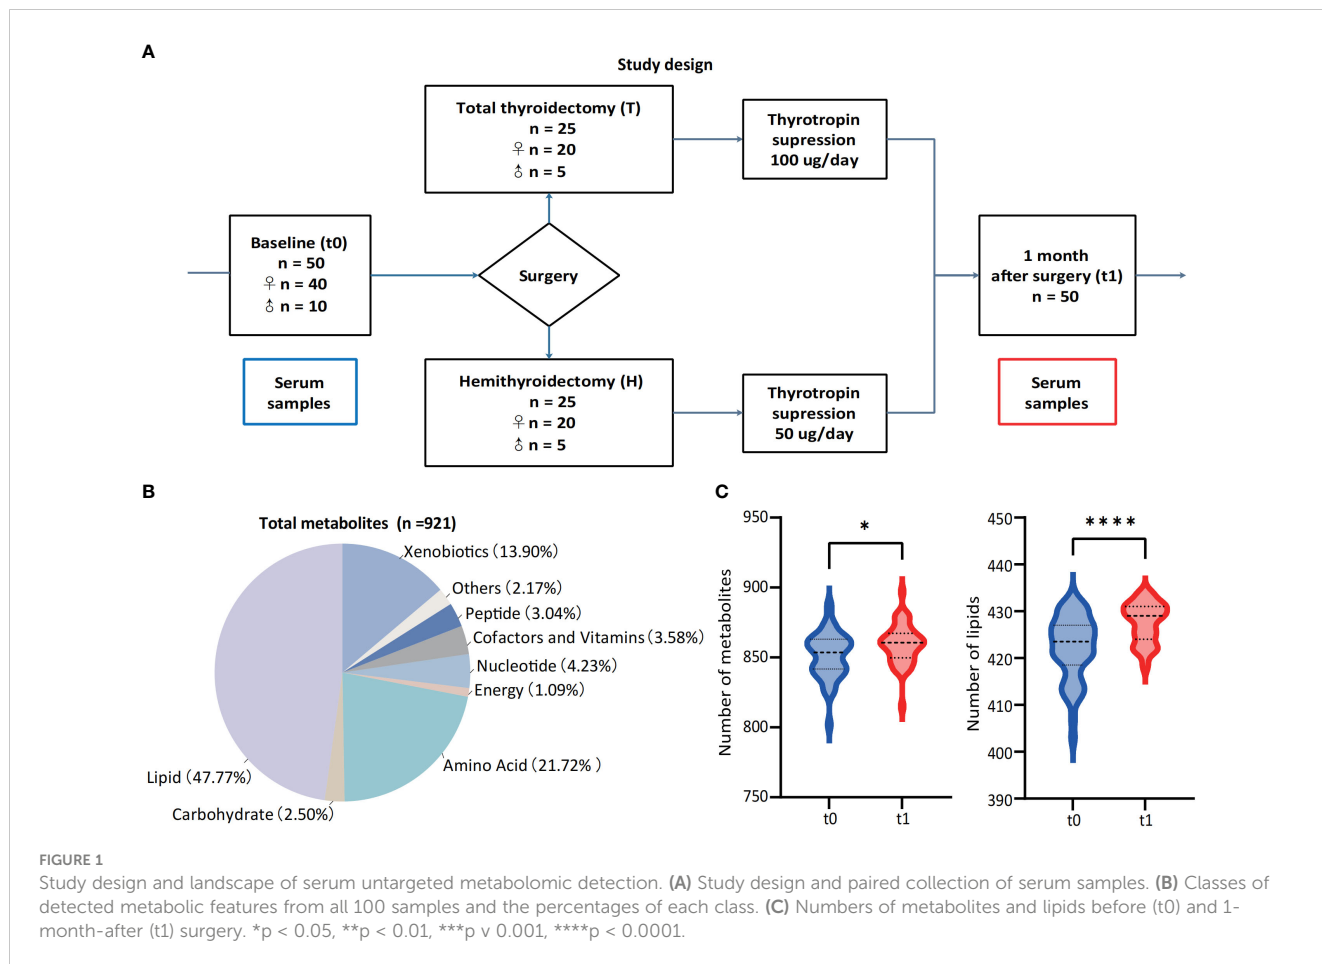 A
Study design
Total thyroidectomy (T)
n = 25
♀ n = 20
♂ n = 5
Thyrotropin
supression
100 ug/day
Baseline (t0)
n = 50
♀ n = 40
♂ n = 10
Surgery
1 month
after surgery (t1)
n = 50
Serum
samples
Hemithyroidectomy (H)
n = 25
♀ n = 20
♂ n = 5
Thyrotropin
supression
50 ug/day
Serum
samples
B
Total metabolites (n =921)
Xenobiotics (13.90%)
Others (2.17%)
Peptide (3.04%)
Cofactors and Vitamins (3.58%)
Nucleotide (4.23%)
Energy (1.09%)
Amino Acid (21.72% )
Lipid (47.77%)
Carbohydrate (2.50%)
C
Number of metabolites
950
900
850
800
750
*
t0
t1
Number of lipids
450
440
430
420
410
400
390
****
t0
t1
FIGURE 1
Study design and landscape of serum untargeted metabolomic detection. (A) Study design and paired collection of serum samples. (B) Classes of
detected metabolic features from all 100 samples and the percentages of each class. (C) Numbers of metabolites and lipids before (t0) and 1-
month-after (t1) surgery. *p < 0.05, **p < 0.01, ***p v 0.001, ****p < 0.0001.